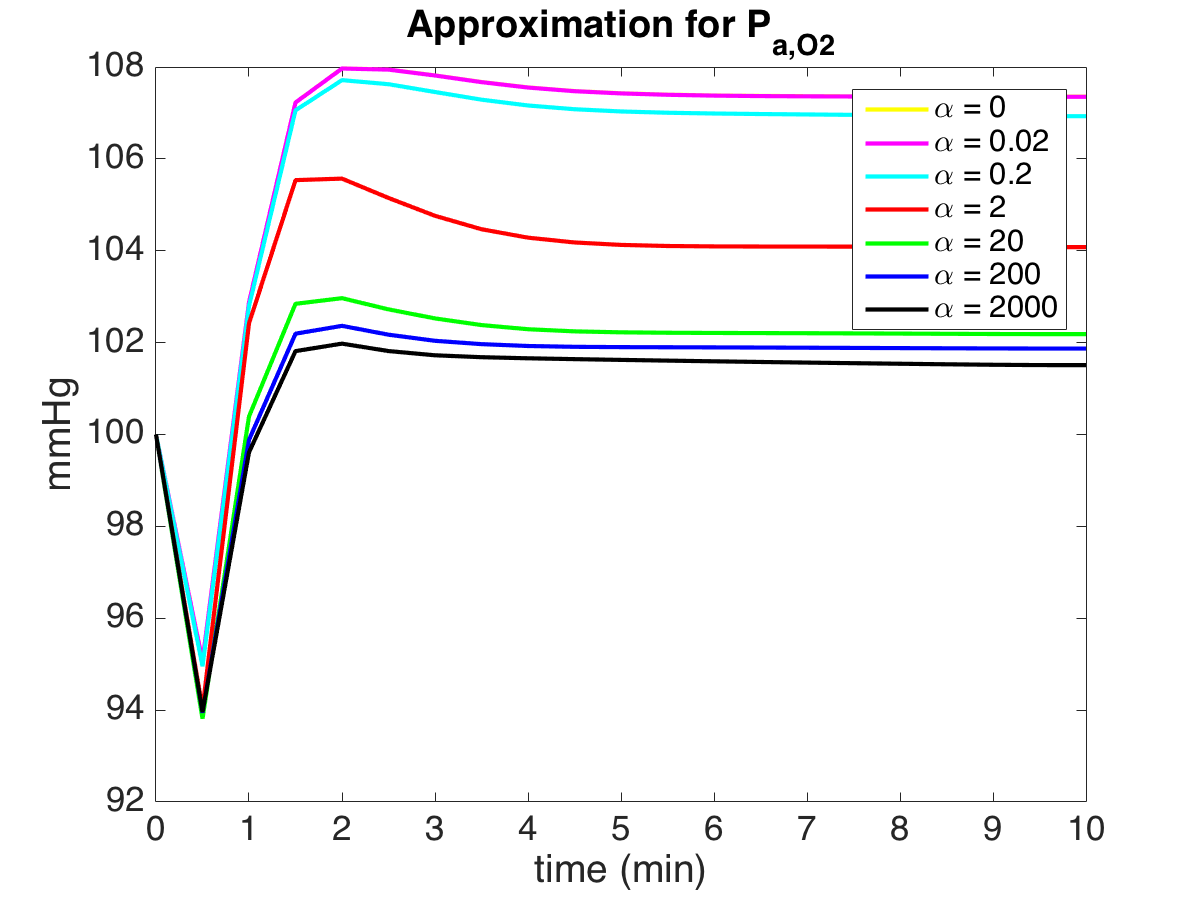 Approximation for P_a,O2
108
106
104
102
100
98
96
94
92
mmHg
α = 0
α = 0.02
α = 0.2
α = 2
α = 20
α = 200
α = 2000
0 1 2 3 4 5 6 7 8 9 10
time (min)